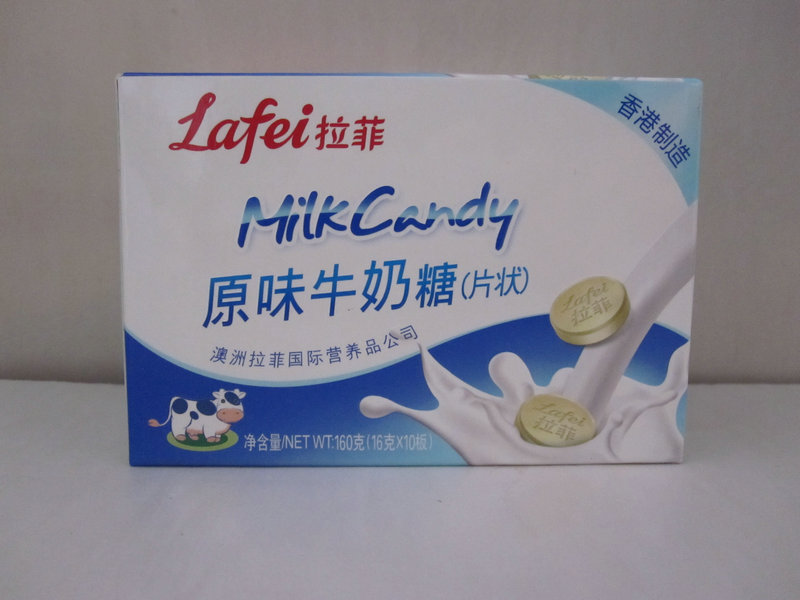 Lafei拉菲
香港制造
MilkCandy
原味牛奶糖(片状)
澳洲拉菲国际营养品公司
Lafei
拉菲
Lafei
拉菲
净含量/NET WT:160克(16克X10板)